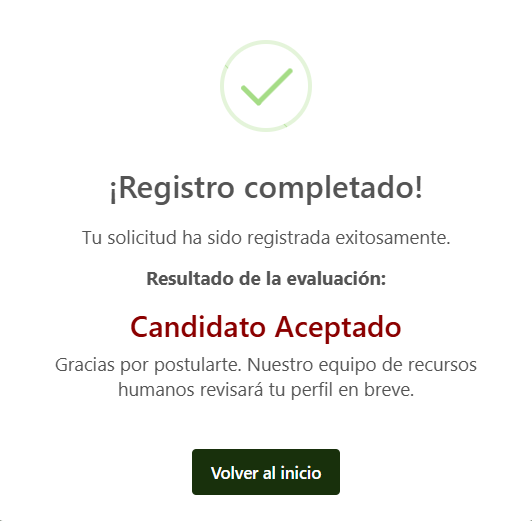 ¡Registro completado!
Tu solicitud ha sido registrada exitosamente.
Resultado de la evaluación:
Candidato Aceptado
Gracias por postularte. Nuestro equipo de recursos
humanos revisará tu perfil en breve.
Volver al inicio